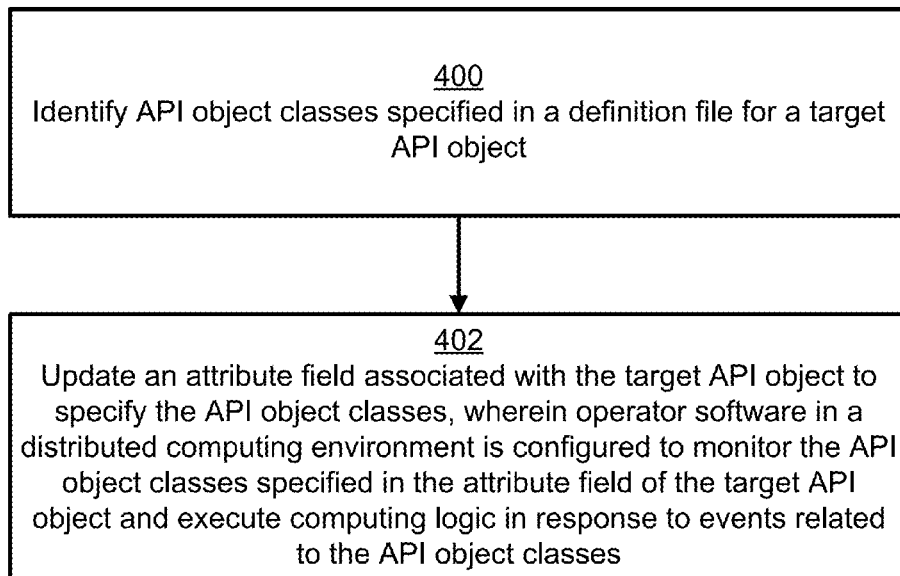 400
Identify API object classes specified in a definition file for a target
API object
402
Update an attribute field associated with the target API object to
specify the API object classes, wherein operator software in a
distributed computing environment is configured to monitor the API
object classes specified in the attribute field of the target API
object and execute computing logic in response to events related
to the API object classes